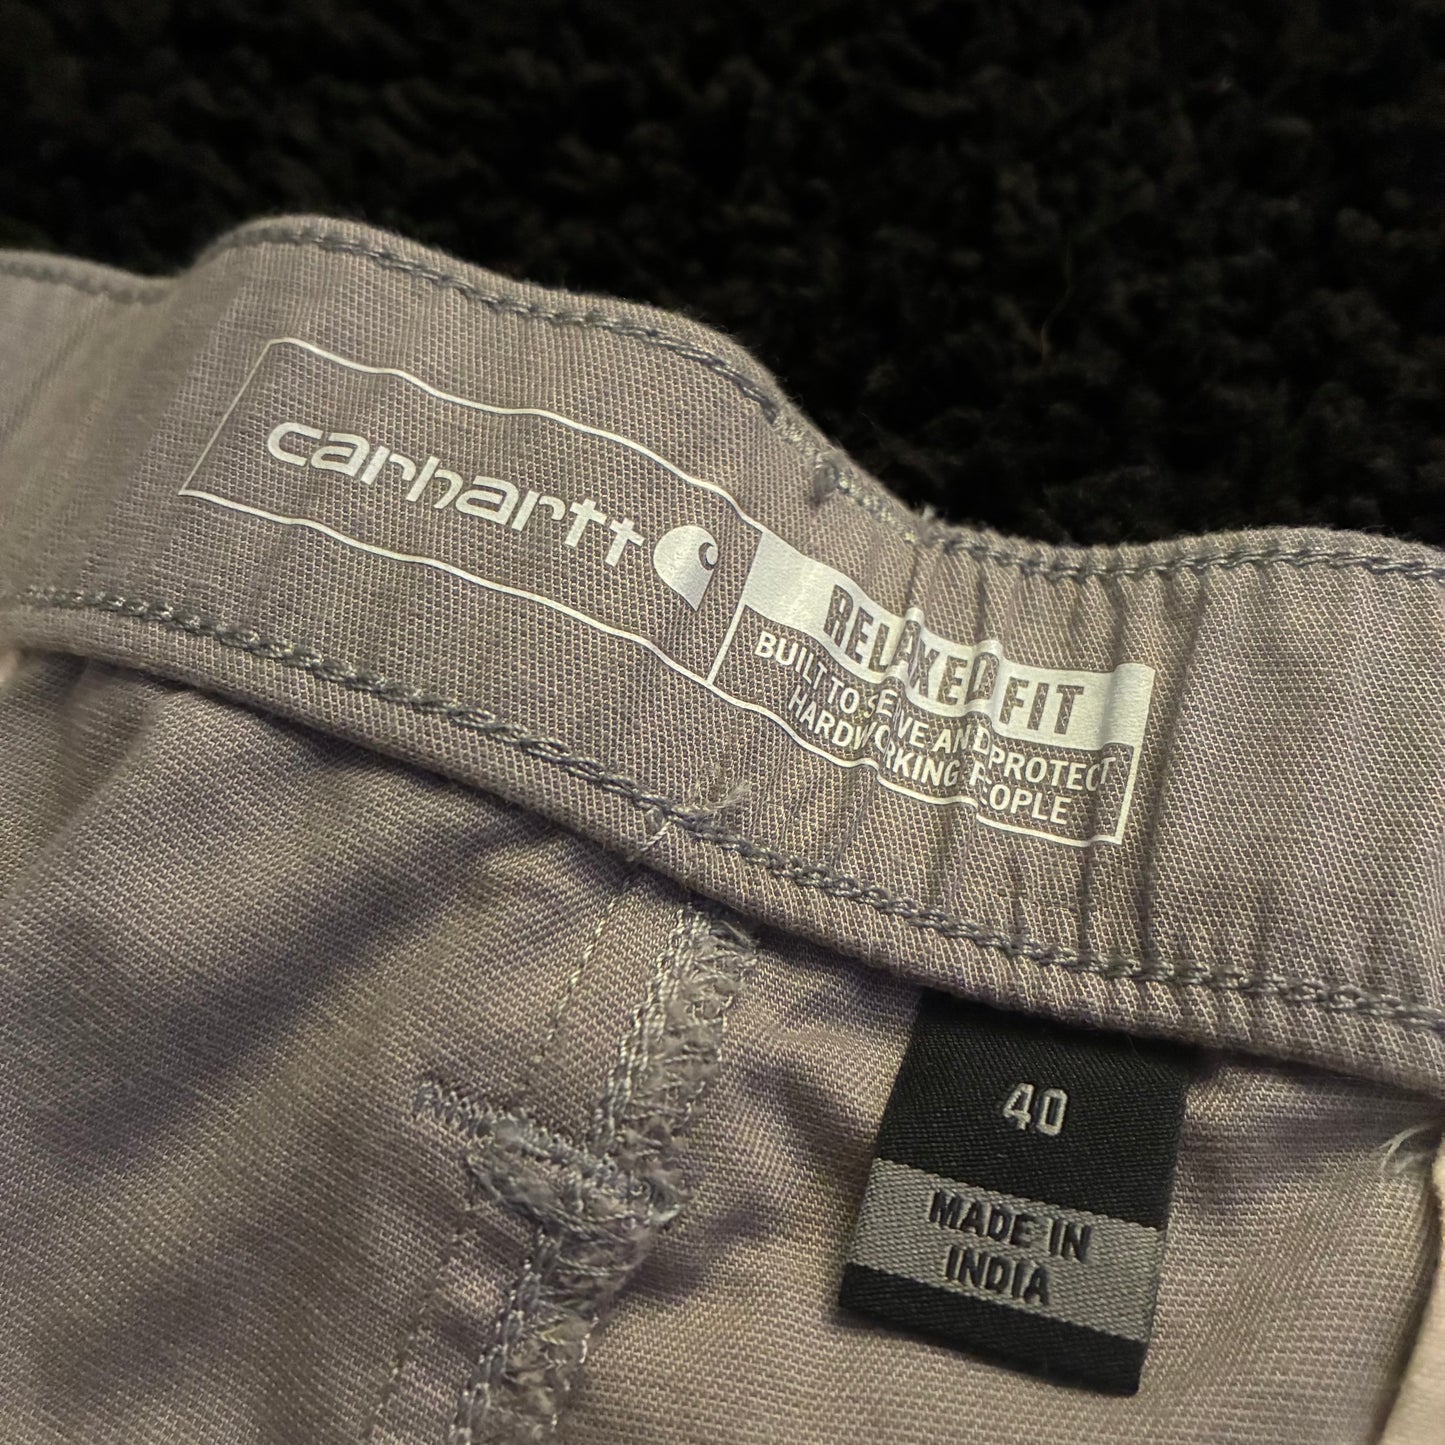 carhartt
RELAXED FIT
BUILT TO SERVE AND PROTECT
HARDWORKING PEOPLE
40
MADE IN
INDIA